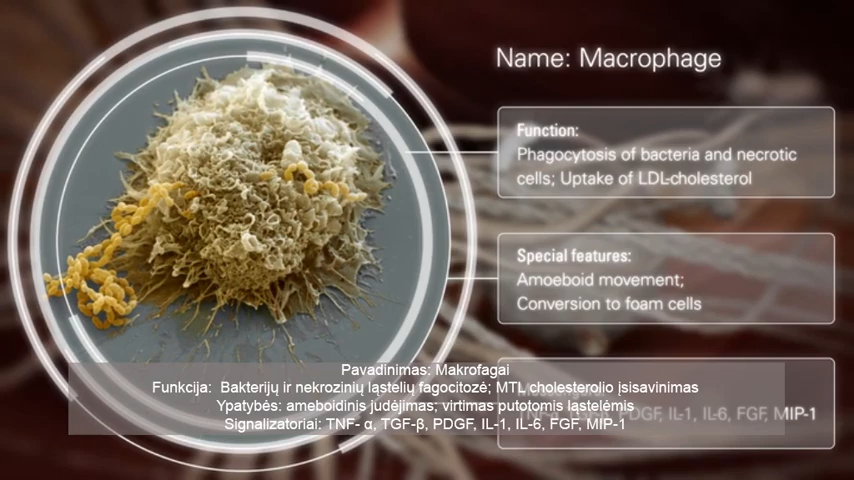 Name: Macrophage
Function:
Phagocytosis of bacteria and necrotic
cells; Uptake of LDL-cholesterol
Special features:
Amoeboid movement;
Conversion to foam cells
PDGF, IL-1, IL-6, FGF, MIP-1
Pavadinimas: Makrofagai
Funkcija: Bakterijų ir nekrozinių ląstelių fagocitozė; MTL cholesterolio įsisavinimas
Ypatybės: ameboidinis judėjimas; virtimas putotomis ląstelėmis
Signalizatoriai: TNF- α, TGF-β, PDGF, IL-1, IL-6, FGF, MIP-1